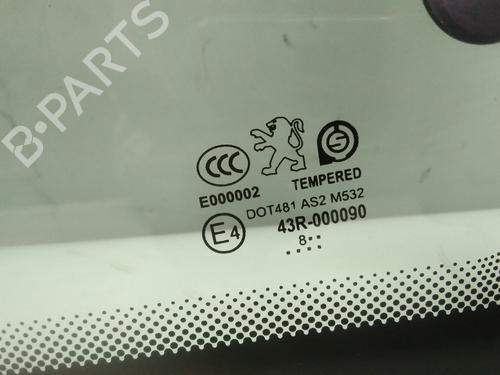 B-PARTS
CCC
E000002
TEMPERED
DOT481 AS2 M532
E4
43R-000090
8